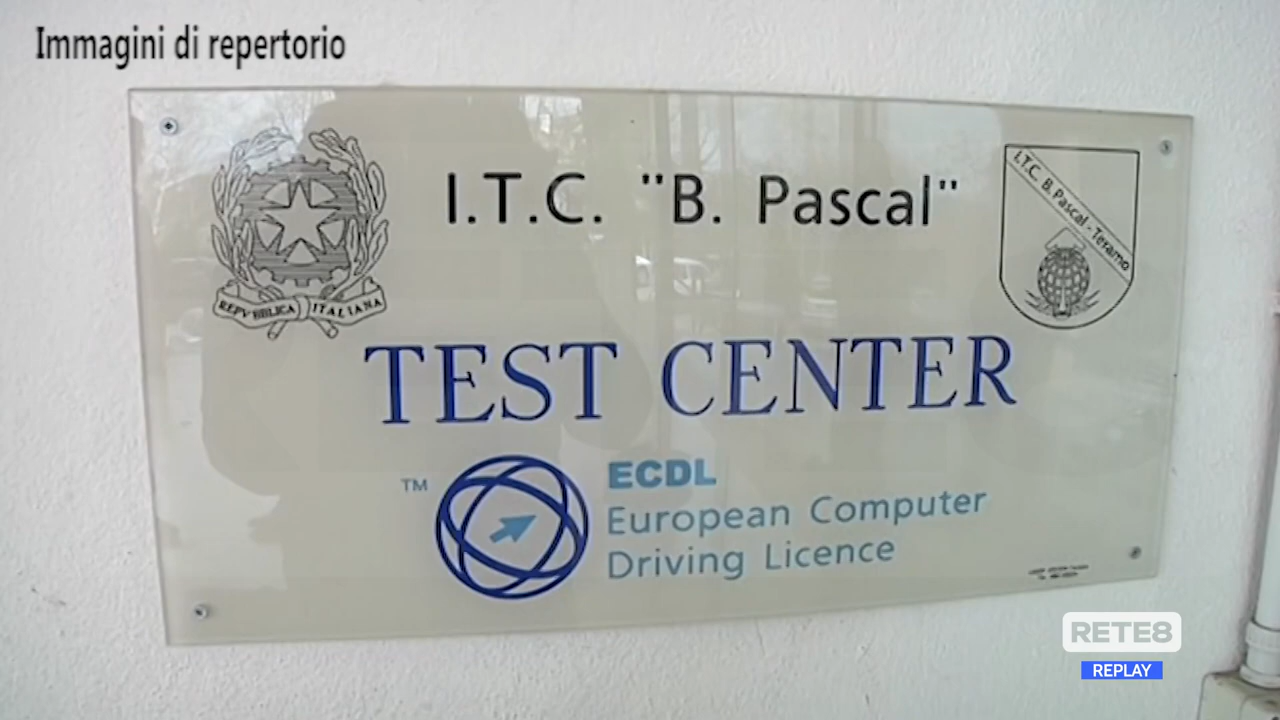 Immagini di repertorio
I.T.C. "B. Pascal"
I.T.C. B. Pascal - Teramo
REPVBBLICA ITALIANA
TEST CENTER
TM
ECDL
European Computer
Driving Licence
RETE8
REPLAY